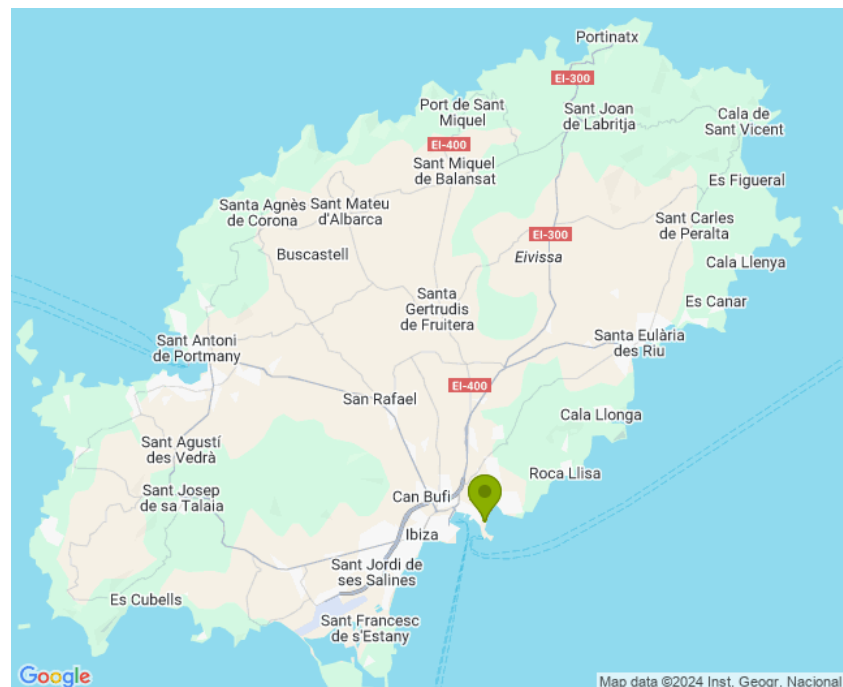 Portinatx
EI-300
Port de Sant
Miquel
Sant Joan
de Labritja
Cala de
Sant Vicent
EI-400
Sant Miquel
de Balansat
Es Figueral
Santa Agnès
de Corona
Sant Mateu
d'Albarca
Sant Carles
de Peralta
EI-300
Buscastell
Eivissa
Cala Llenya
Santa
Gertrudis
de Fruitera
Es Canar
Sant Antoni
de Portmany
Santa Eulària
des Riu
EI-400
San Rafael
Cala Llonga
Sant Agustí
des Vedrà
Roca Llisa
Sant Josep
de sa Talaia
Can Bufi
Ibiza
Sant Jordi de
ses Salines
Es Cubells
Sant Francesc
de s'Estany
Google
Map data ©2024 Inst. Geogr. Nacional